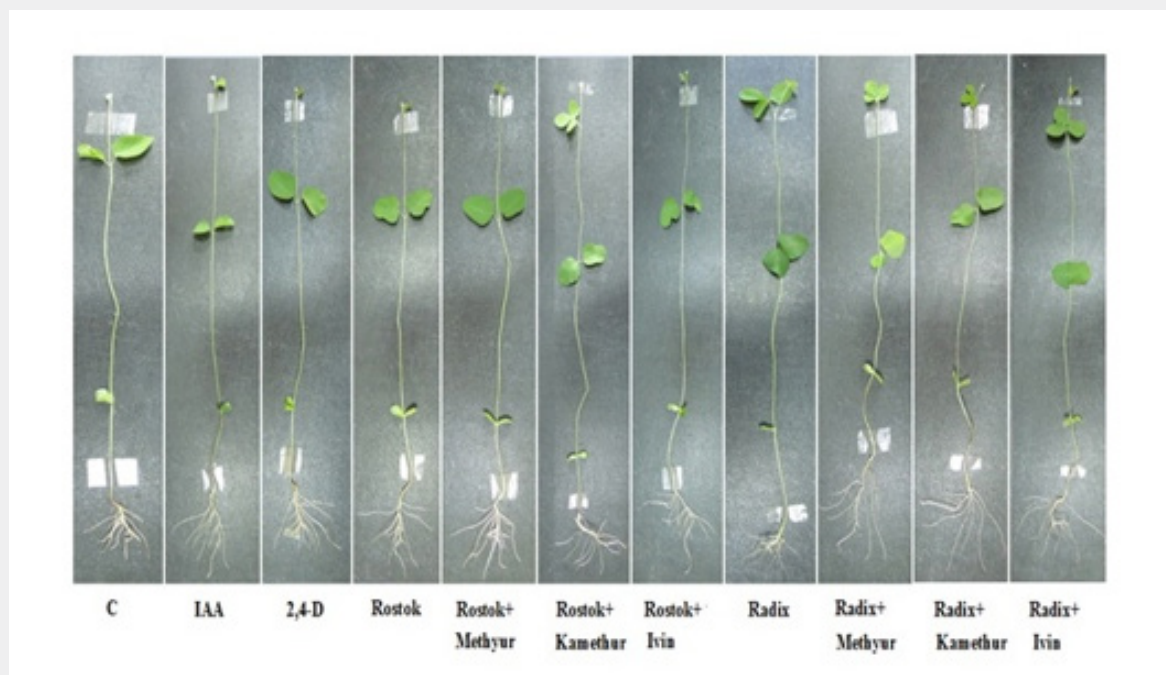 C
IAA
2,4-D
Rostok
Rostok+
Methyur
Rostok+
Kamethur
Rostok+
Ivin
Radix
Radix+
Methyur
Radix+
Kamethur
Radix+
Ivin